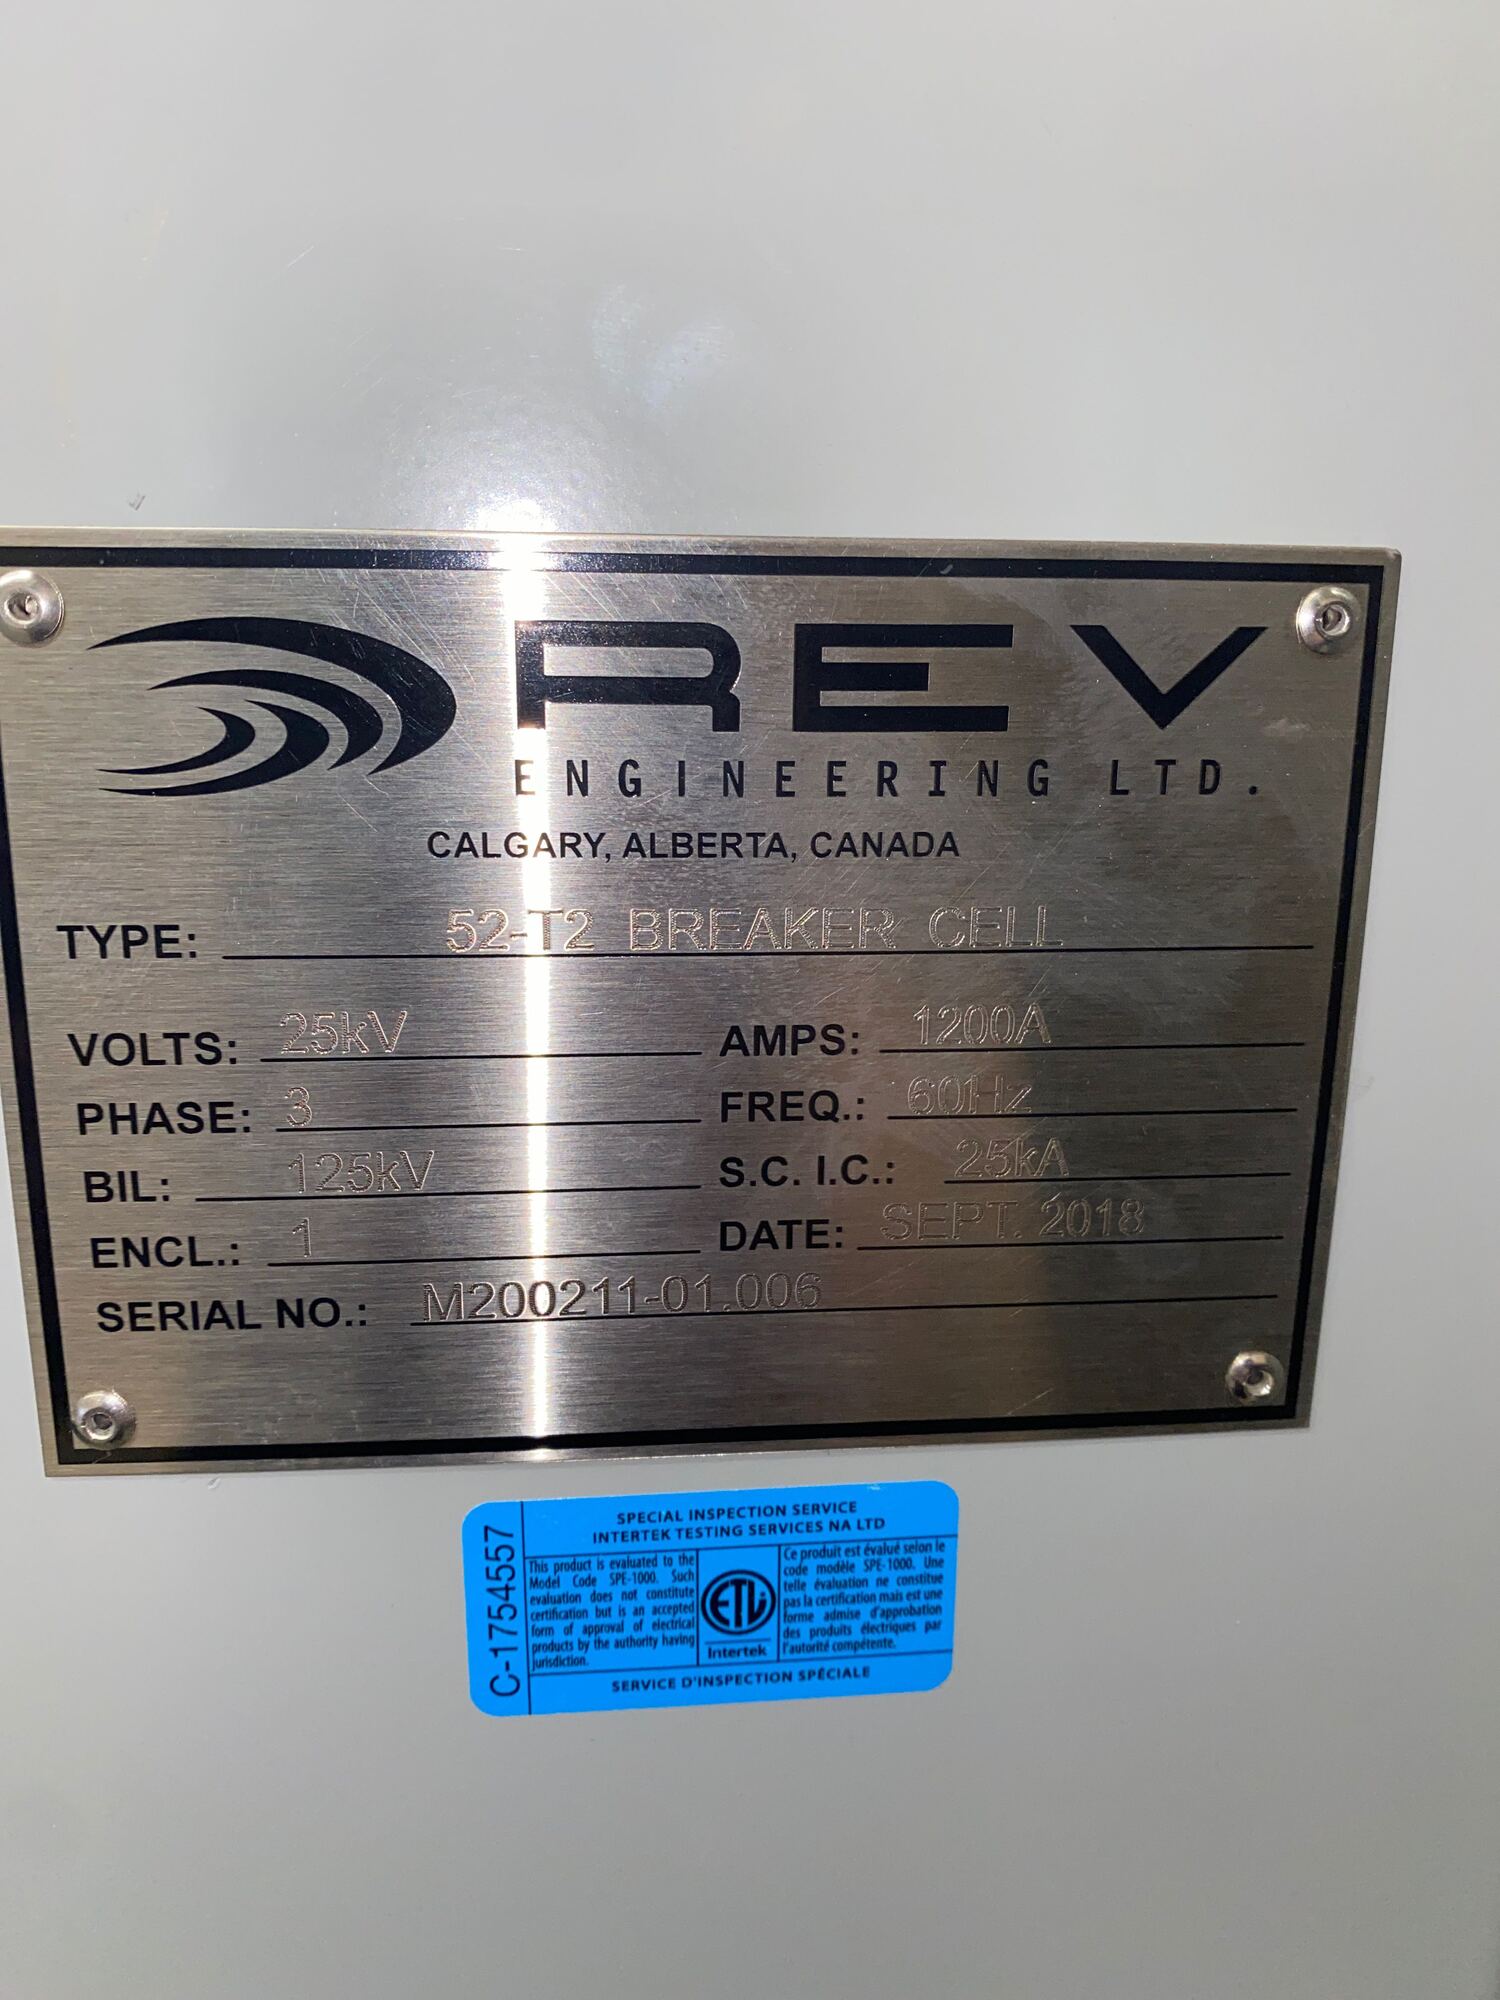 REV
ENGINEERING LTD.
CALGARY, ALBERTA, CANADA
TYPE: 52-T2 BREAKER CELL
VOLTS: 25kV AMPS: 1200A
PHASE: 3 FREQ.: 60Hz
BIL: 125kV S.C. I.C.: 25kA
ENCL.: 1 DATE: SEPT. 2018
SERIAL NO.: M200211-01.006
C-1754557
SPECIAL INSPECTION SERVICE
INTERTEK TESTING SERVICES NA LTD
This product is evaluated to the
Model Code SPE-1000. Such
evaluation does not constitute
certification but is an accepted
form of approval of electrical
products by the authority having
jurisdiction.
ETL
Intertek
Ce produit est évalué selon le
code modèle SPE-1000. Une
telle évaluation ne constitue
pas la certification mais est une
forme admise d'approbation
des produits électriques par
l'autorité compétente.
SERVICE D'INSPECTION SPÉCIALE